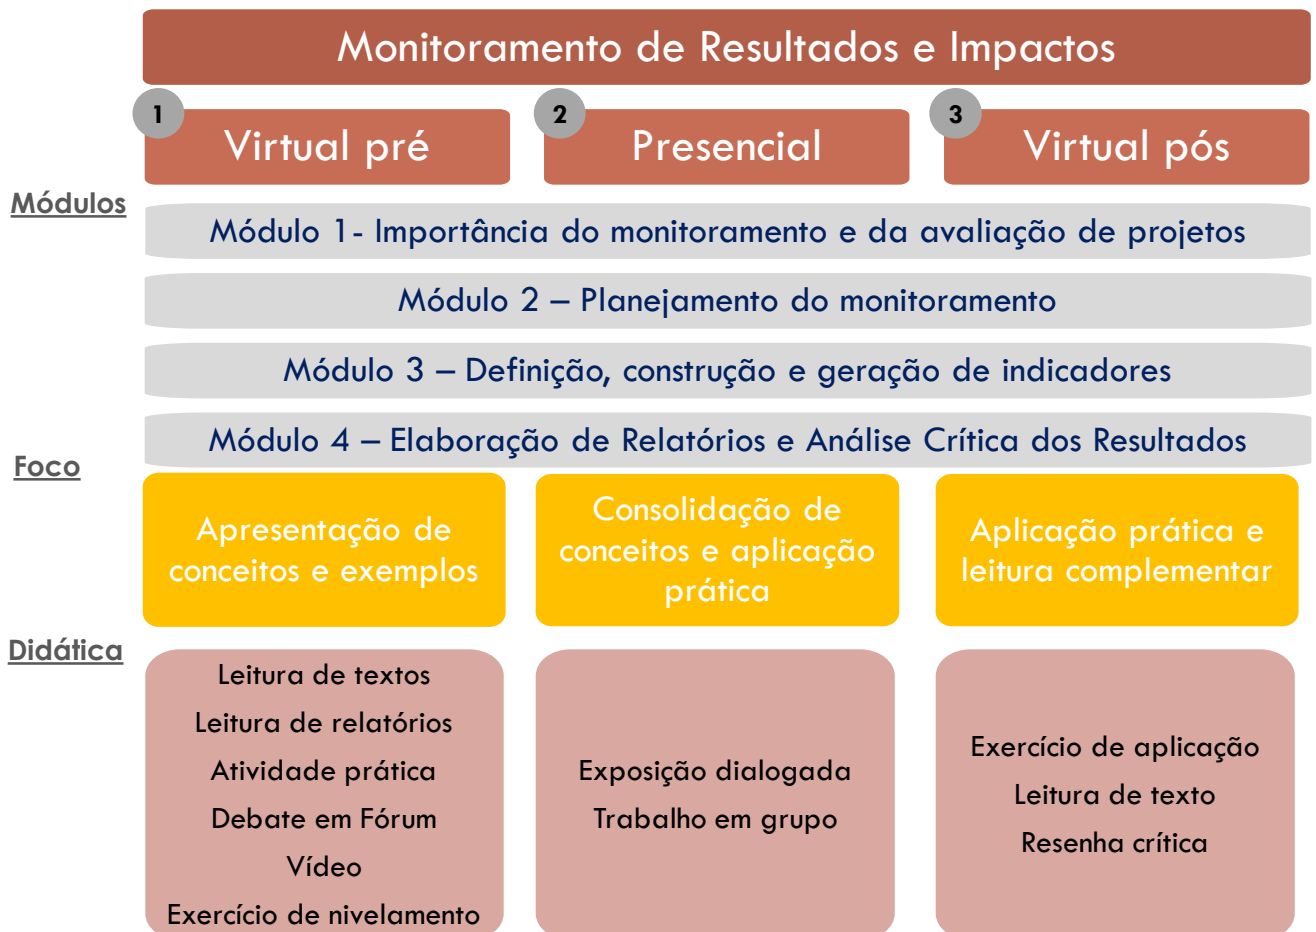 Monitoramento de Resultados e Impactos
1
Virtual pré
2
Presencial
3
Virtual pós
Módulos
Módulo 1- Importância do monitoramento e da avaliação de projetos
Módulo 2 – Planejamento do monitoramento
Módulo 3 – Definição, construção e geração de indicadores
Módulo 4 – Elaboração de Relatórios e Análise Crítica dos Resultados
Foco
Apresentação de
conceitos e exemplos
Consolidação de
conceitos e aplicação
prática
Aplicação prática e
leitura complementar
Didática
Leitura de textos
Leitura de relatórios
Atividade prática
Debate em Fórum
Vídeo
Exercício de nivelamento
Exposição dialogada
Trabalho em grupo
Exercício de aplicação
Leitura de texto
Resenha crítica